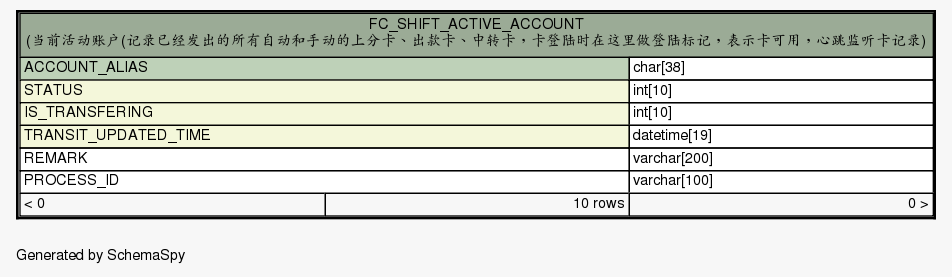 FC_SHIFT_ACTIVE_ACCOUNT
(当前活动账户(记录已经发出的所有自动和手动的上分卡、出款卡、中转卡，卡登陆时在这里做登陆标记，表示卡可用，心跳监听卡记录)
ACCOUNT_ALIAS char[38]
STATUS int[10]
IS_TRANSFERING int[10]
TRANSIT_UPDATED_TIME datetime[19]
REMARK varchar[200]
PROCESS_ID varchar[100]
< 0 10 rows 0 >
Generated by SchemaSpy